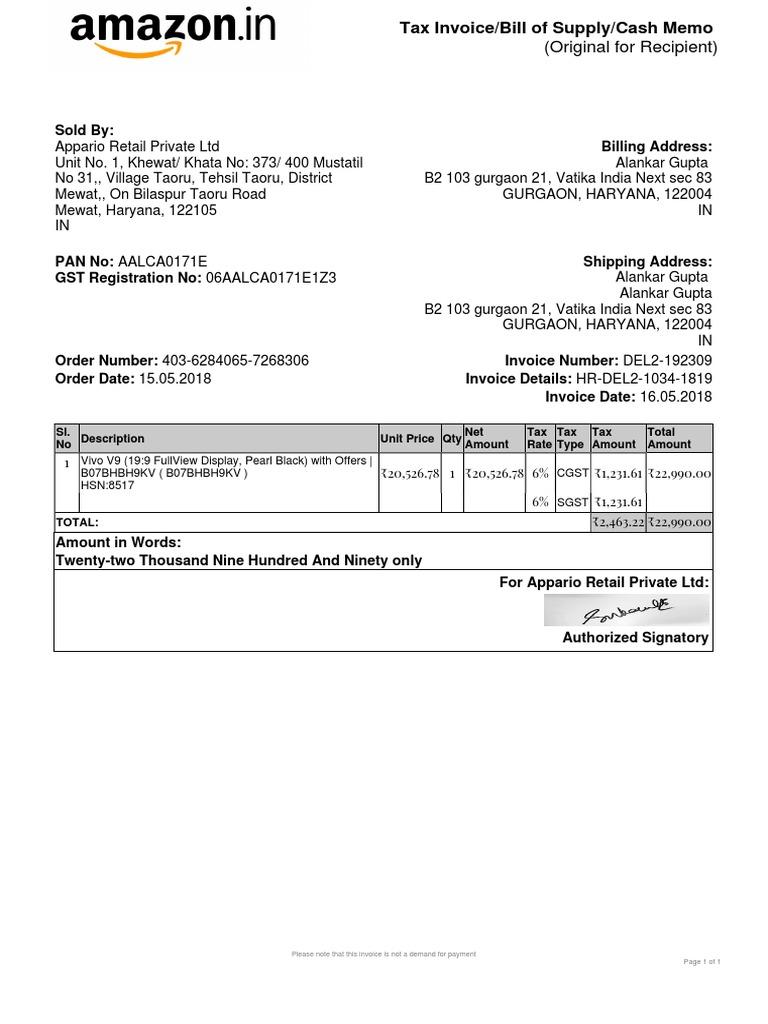 amazon.in
Tax Invoice/Bill of Supply/Cash Memo
(Original for Recipient)
Sold By:
Appario Retail Private Ltd
Unit No. 1, Khewat/ Khata No: 373/ 400 Mustatil
No 31,, Village Taoru, Tehsil Taoru, District
Mewat,, On Bilaspur Taoru Road
Mewat, Haryana, 122105
IN
Billing Address:
Alankar Gupta
B2 103 gurgaon 21, Vatika India Next sec 83
GURGAON, HARYANA, 122004
IN
PAN No: AALCA0171E
GST Registration No: 06AALCA0171E1Z3
Shipping Address:
Alankar Gupta
Alankar Gupta
B2 103 gurgaon 21, Vatika India Next sec 83
GURGAON, HARYANA, 122004
IN
Order Number: 403-6284065-7268306
Order Date: 15.05.2018
Invoice Number: DEL2-192309
Invoice Details: HR-DEL2-1034-1819
Invoice Date: 16.05.2018
Sl. No Description Unit Price Qty Net Amount Tax Rate Tax Type Tax Amount Total Amount
1 Vivo V9 (19:9 FullView Display, Pearl Black) with Offers |
B07BHBH9KV ( B07BHBH9KV )
HSN:8517
₹20,526.78 1 ₹20,526.78 6% CGST ₹1,231.61 ₹22,990.00
6% SGST ₹1,231.61
TOTAL: ₹2,463.22 ₹22,990.00
Amount in Words:
Twenty-two Thousand Nine Hundred And Ninety only
For Appario Retail Private Ltd:
Authorized Signatory
Please note that this invoice is not a demand for payment
Page 1 of 1